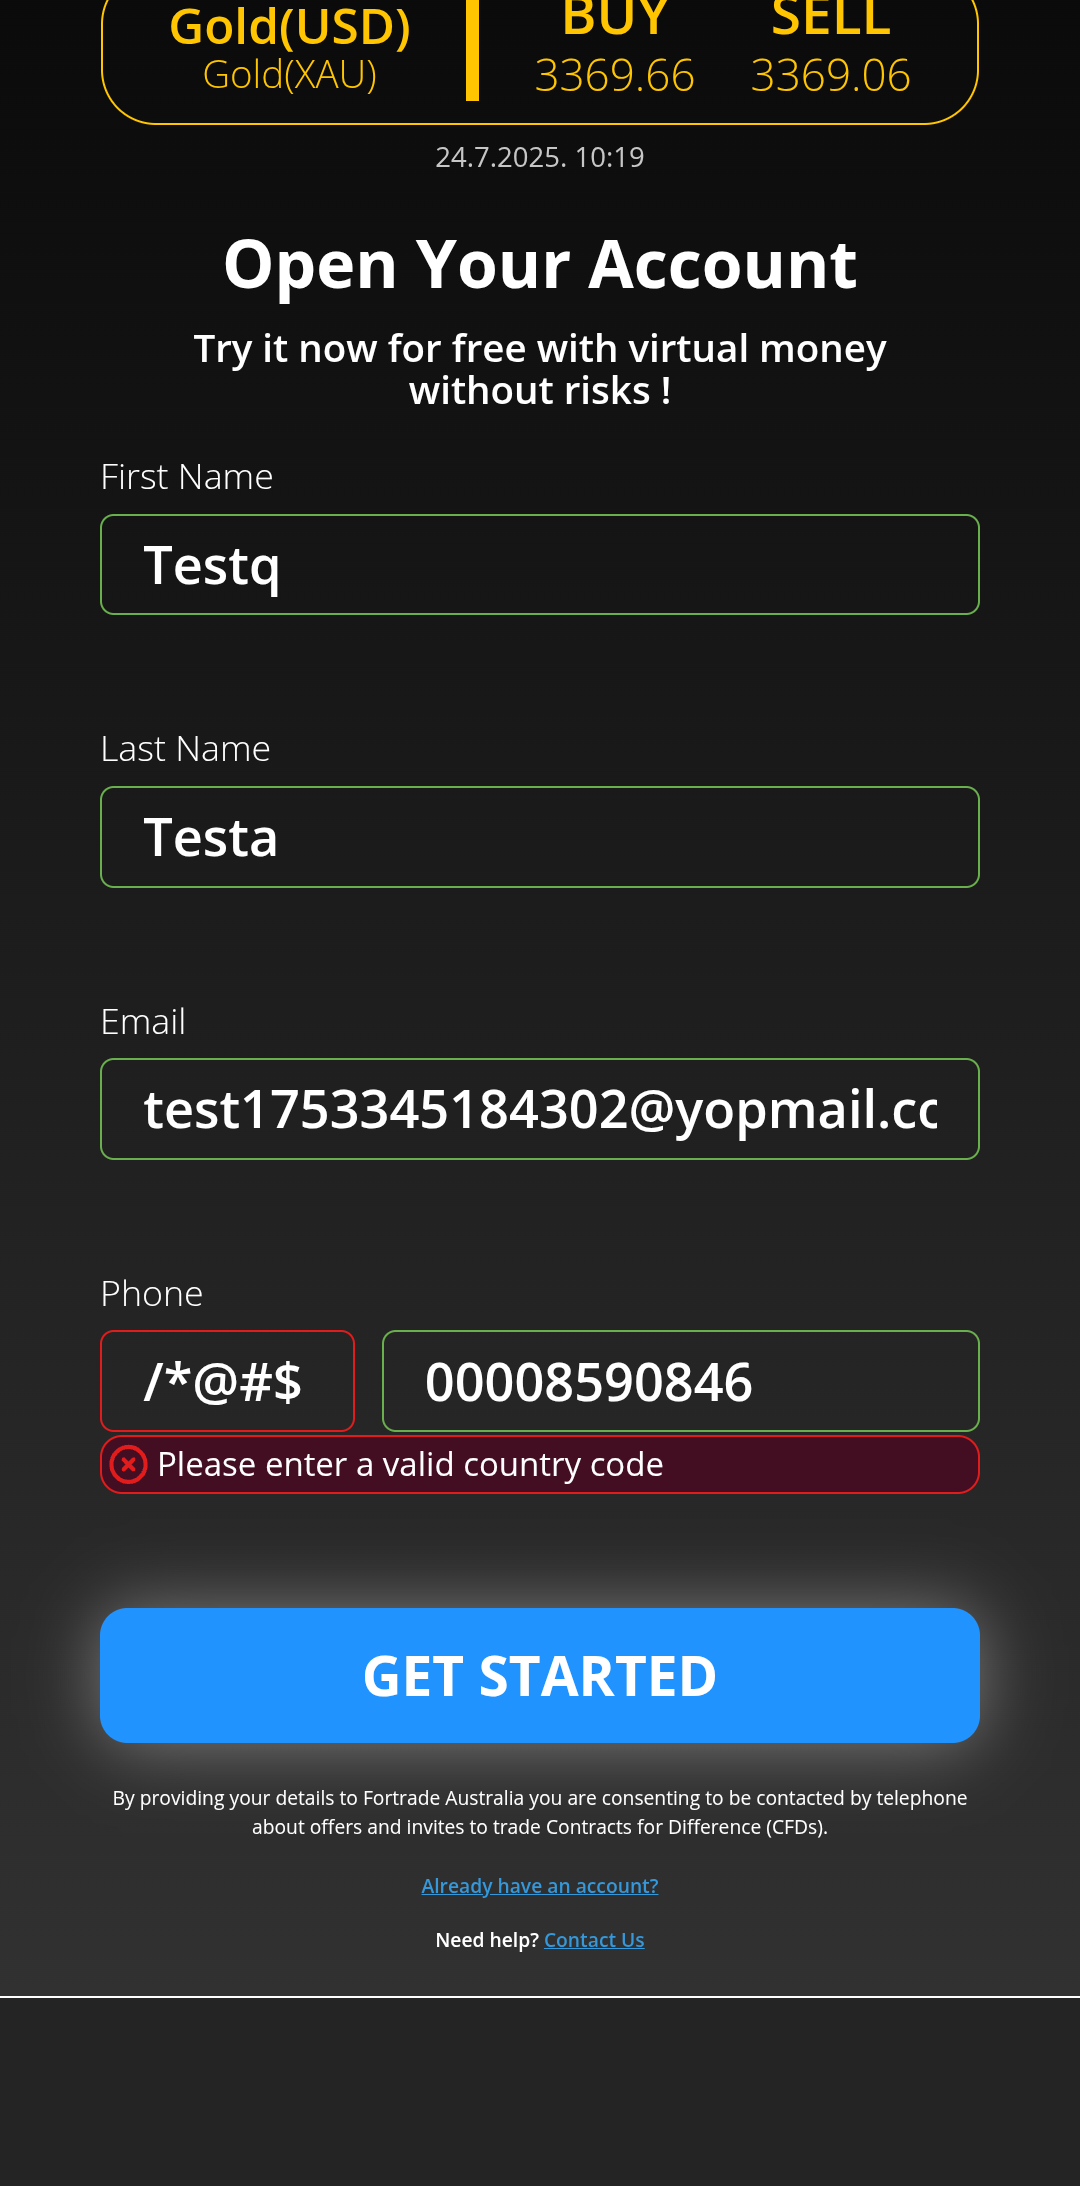 Gold(USD)
Gold(XAU)
BUY
3369.66
SELL
3369.06
24.7.2025. 10:19
Open Your Account
Try it now for free with virtual money
without risks !
First Name
Testq
Last Name
Testa
Email
test1753345184302@yopmail.cc
Phone
/*@#$
00008590846
Please enter a valid country code
GET STARTED
By providing your details to Fortrade Australia you are consenting to be contacted by telephone
about offers and invites to trade Contracts for Difference (CFDs).
Already have an account?
Need help? Contact Us